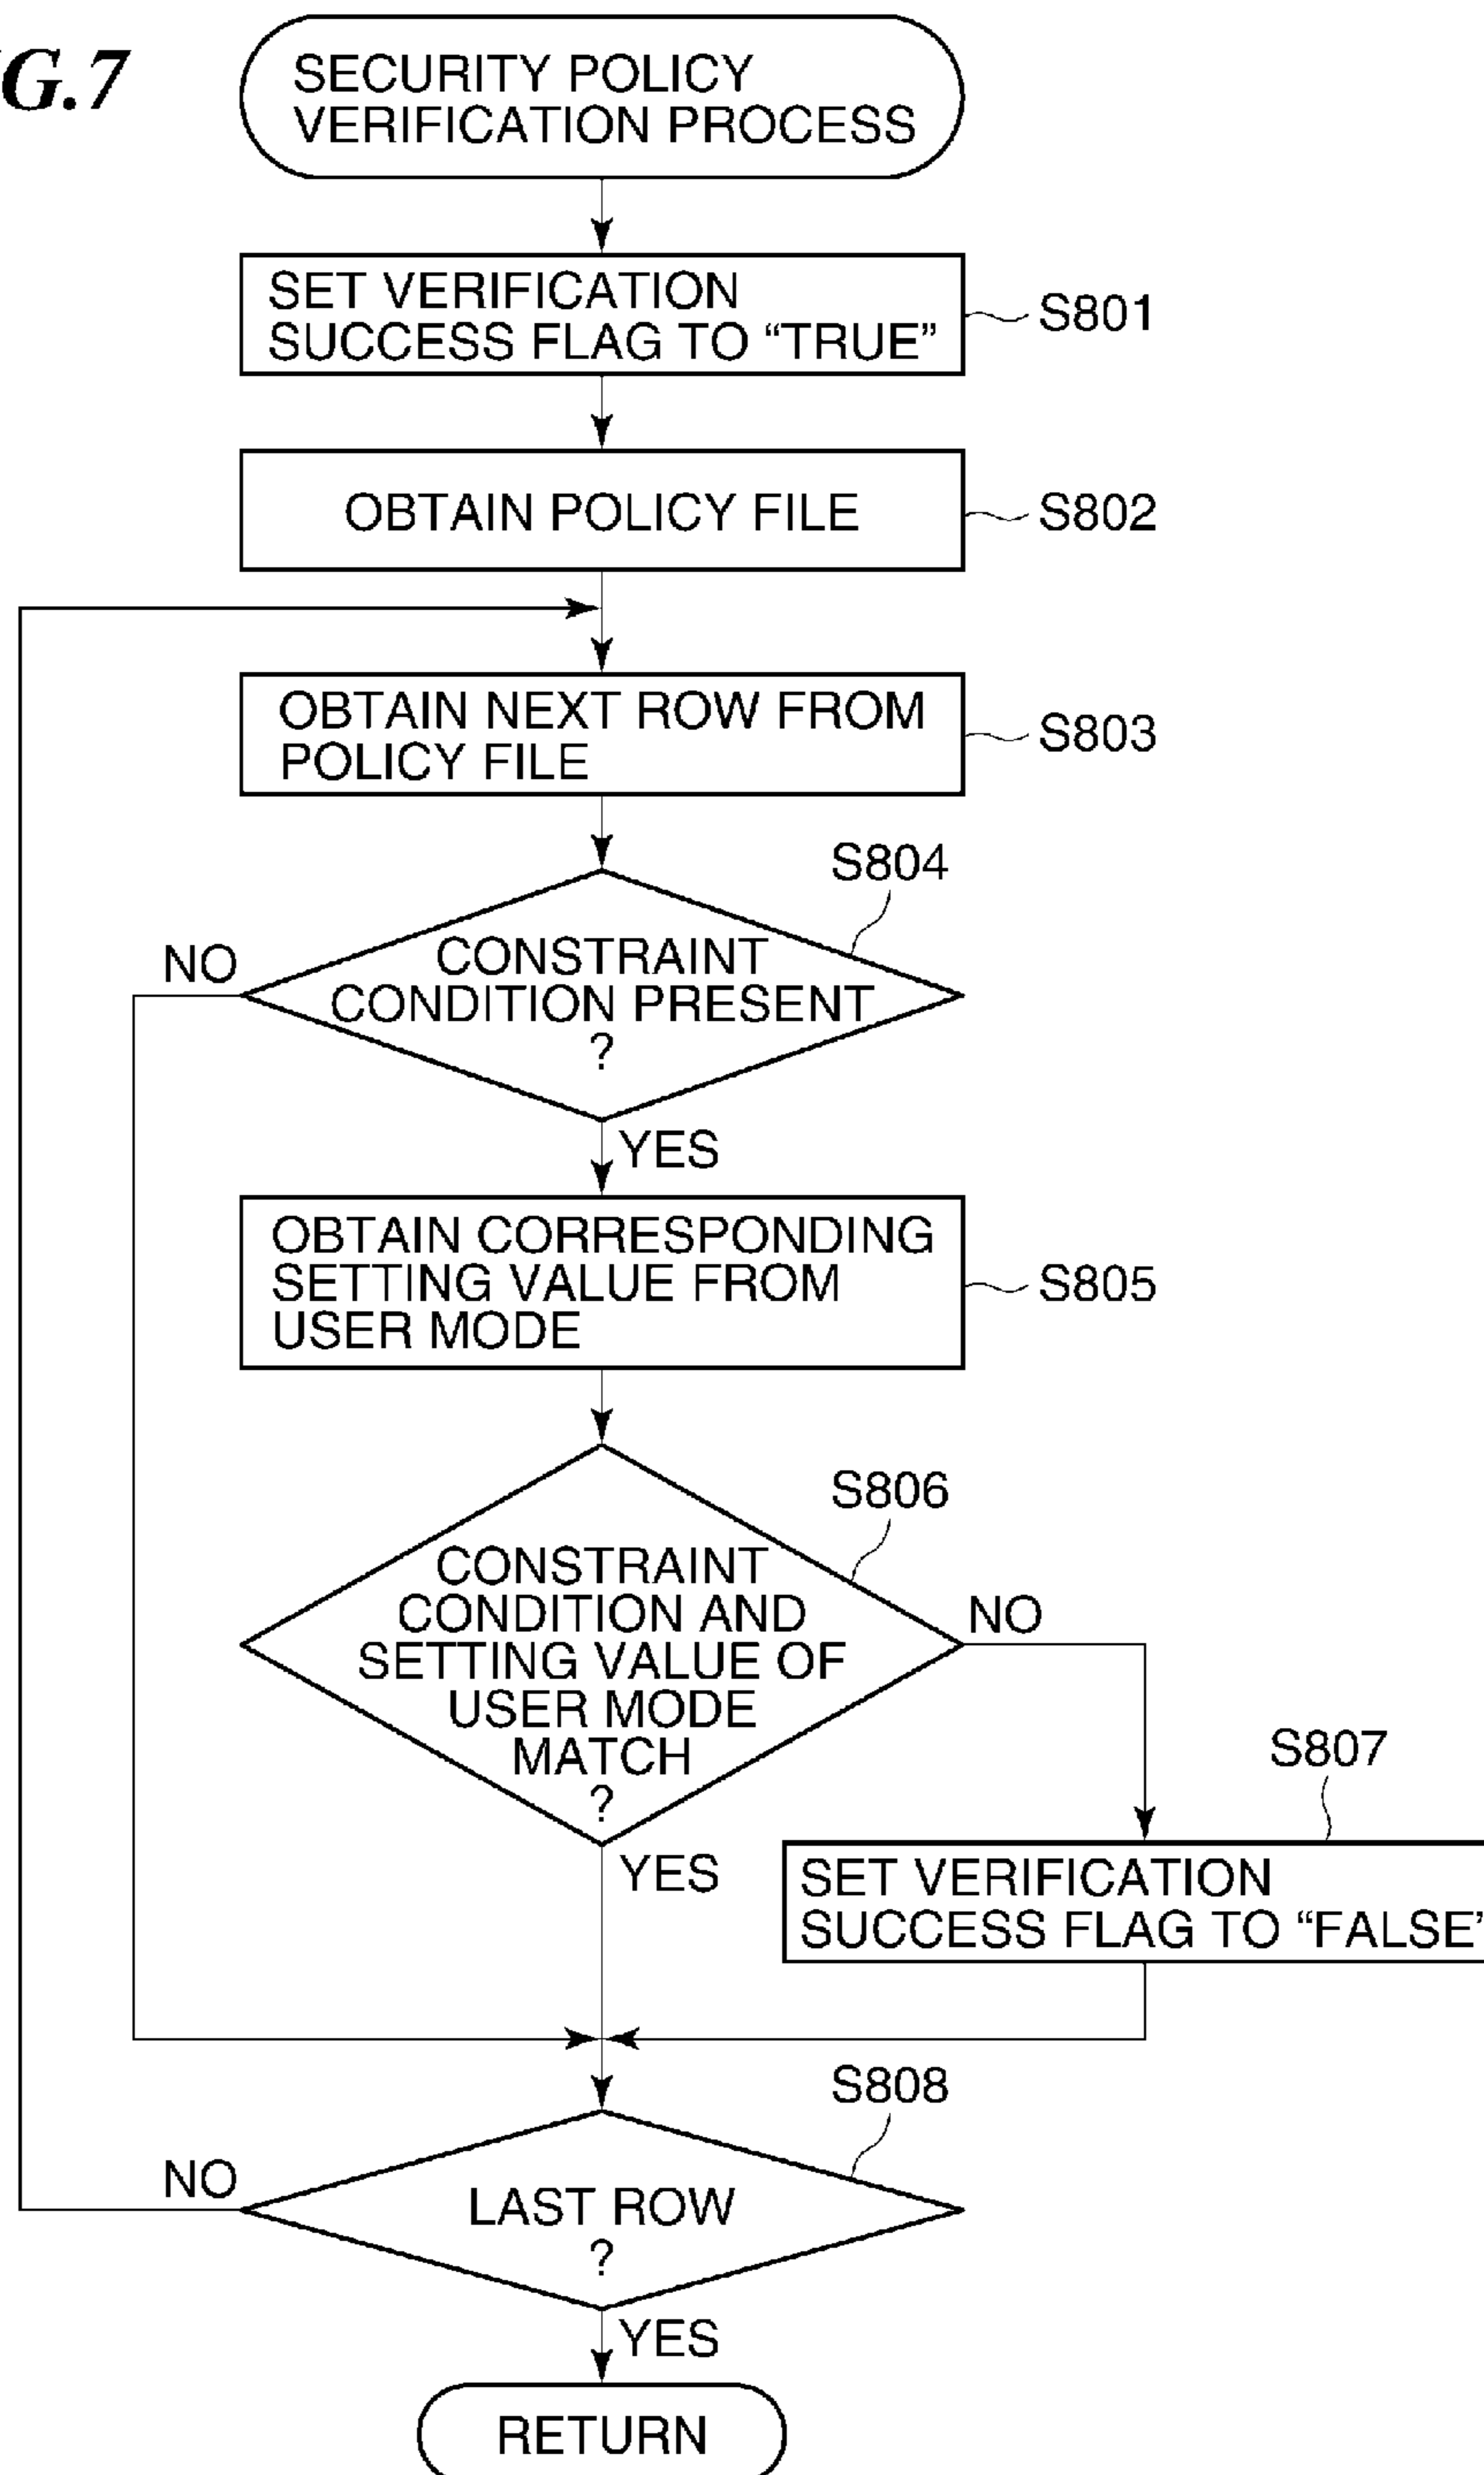 G.7
SECURITY POLICY
VERIFICATION PROCESS
SET VERIFICATION
SUCCESS FLAG TO “TRUE”
S801
OBTAIN POLICY FILE
S802
OBTAIN NEXT ROW FROM
POLICY FILE
S803
S804
NO
CONSTRAINT
CONDITION PRESENT
?
YES
OBTAIN CORRESPONDING
SETTING VALUE FROM
USER MODE
S805
S806
CONSTRAINT
CONDITION AND
SETTING VALUE OF
USER MODE
MATCH
?
NO
YES
S807
SET VERIFICATION
SUCCESS FLAG TO “FALSE”
S808
NO
LAST ROW
?
YES
RETURN